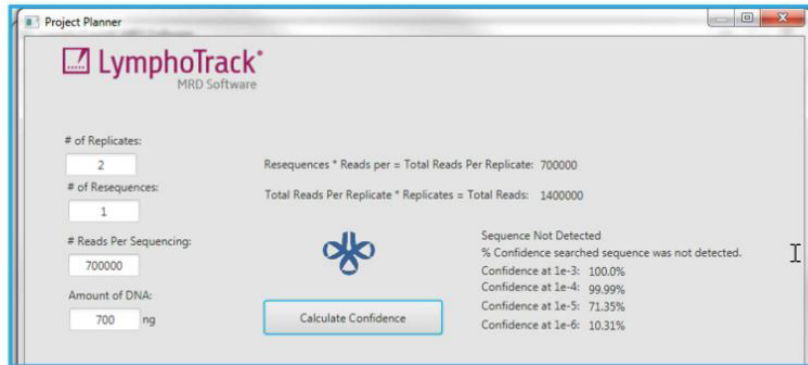 Project Planner
LymphoTrack®
MRD Software
# of Replicates:
2
# of Resequences:
1
# Reads Per Sequencing:
700000
Amount of DNA:
700 ng
Resequences * Reads per = Total Reads Per Replicate: 700000
Total Reads Per Replicate * Replicates = Total Reads: 1400000
Calculate Confidence
Sequence Not Detected
% Confidence searched sequence was not detected.
Confidence at 1e-3: 100.0%
Confidence at 1e-4: 99.99%
Confidence at 1e-5: 71.35%
Confidence at 1e-6: 10.31%